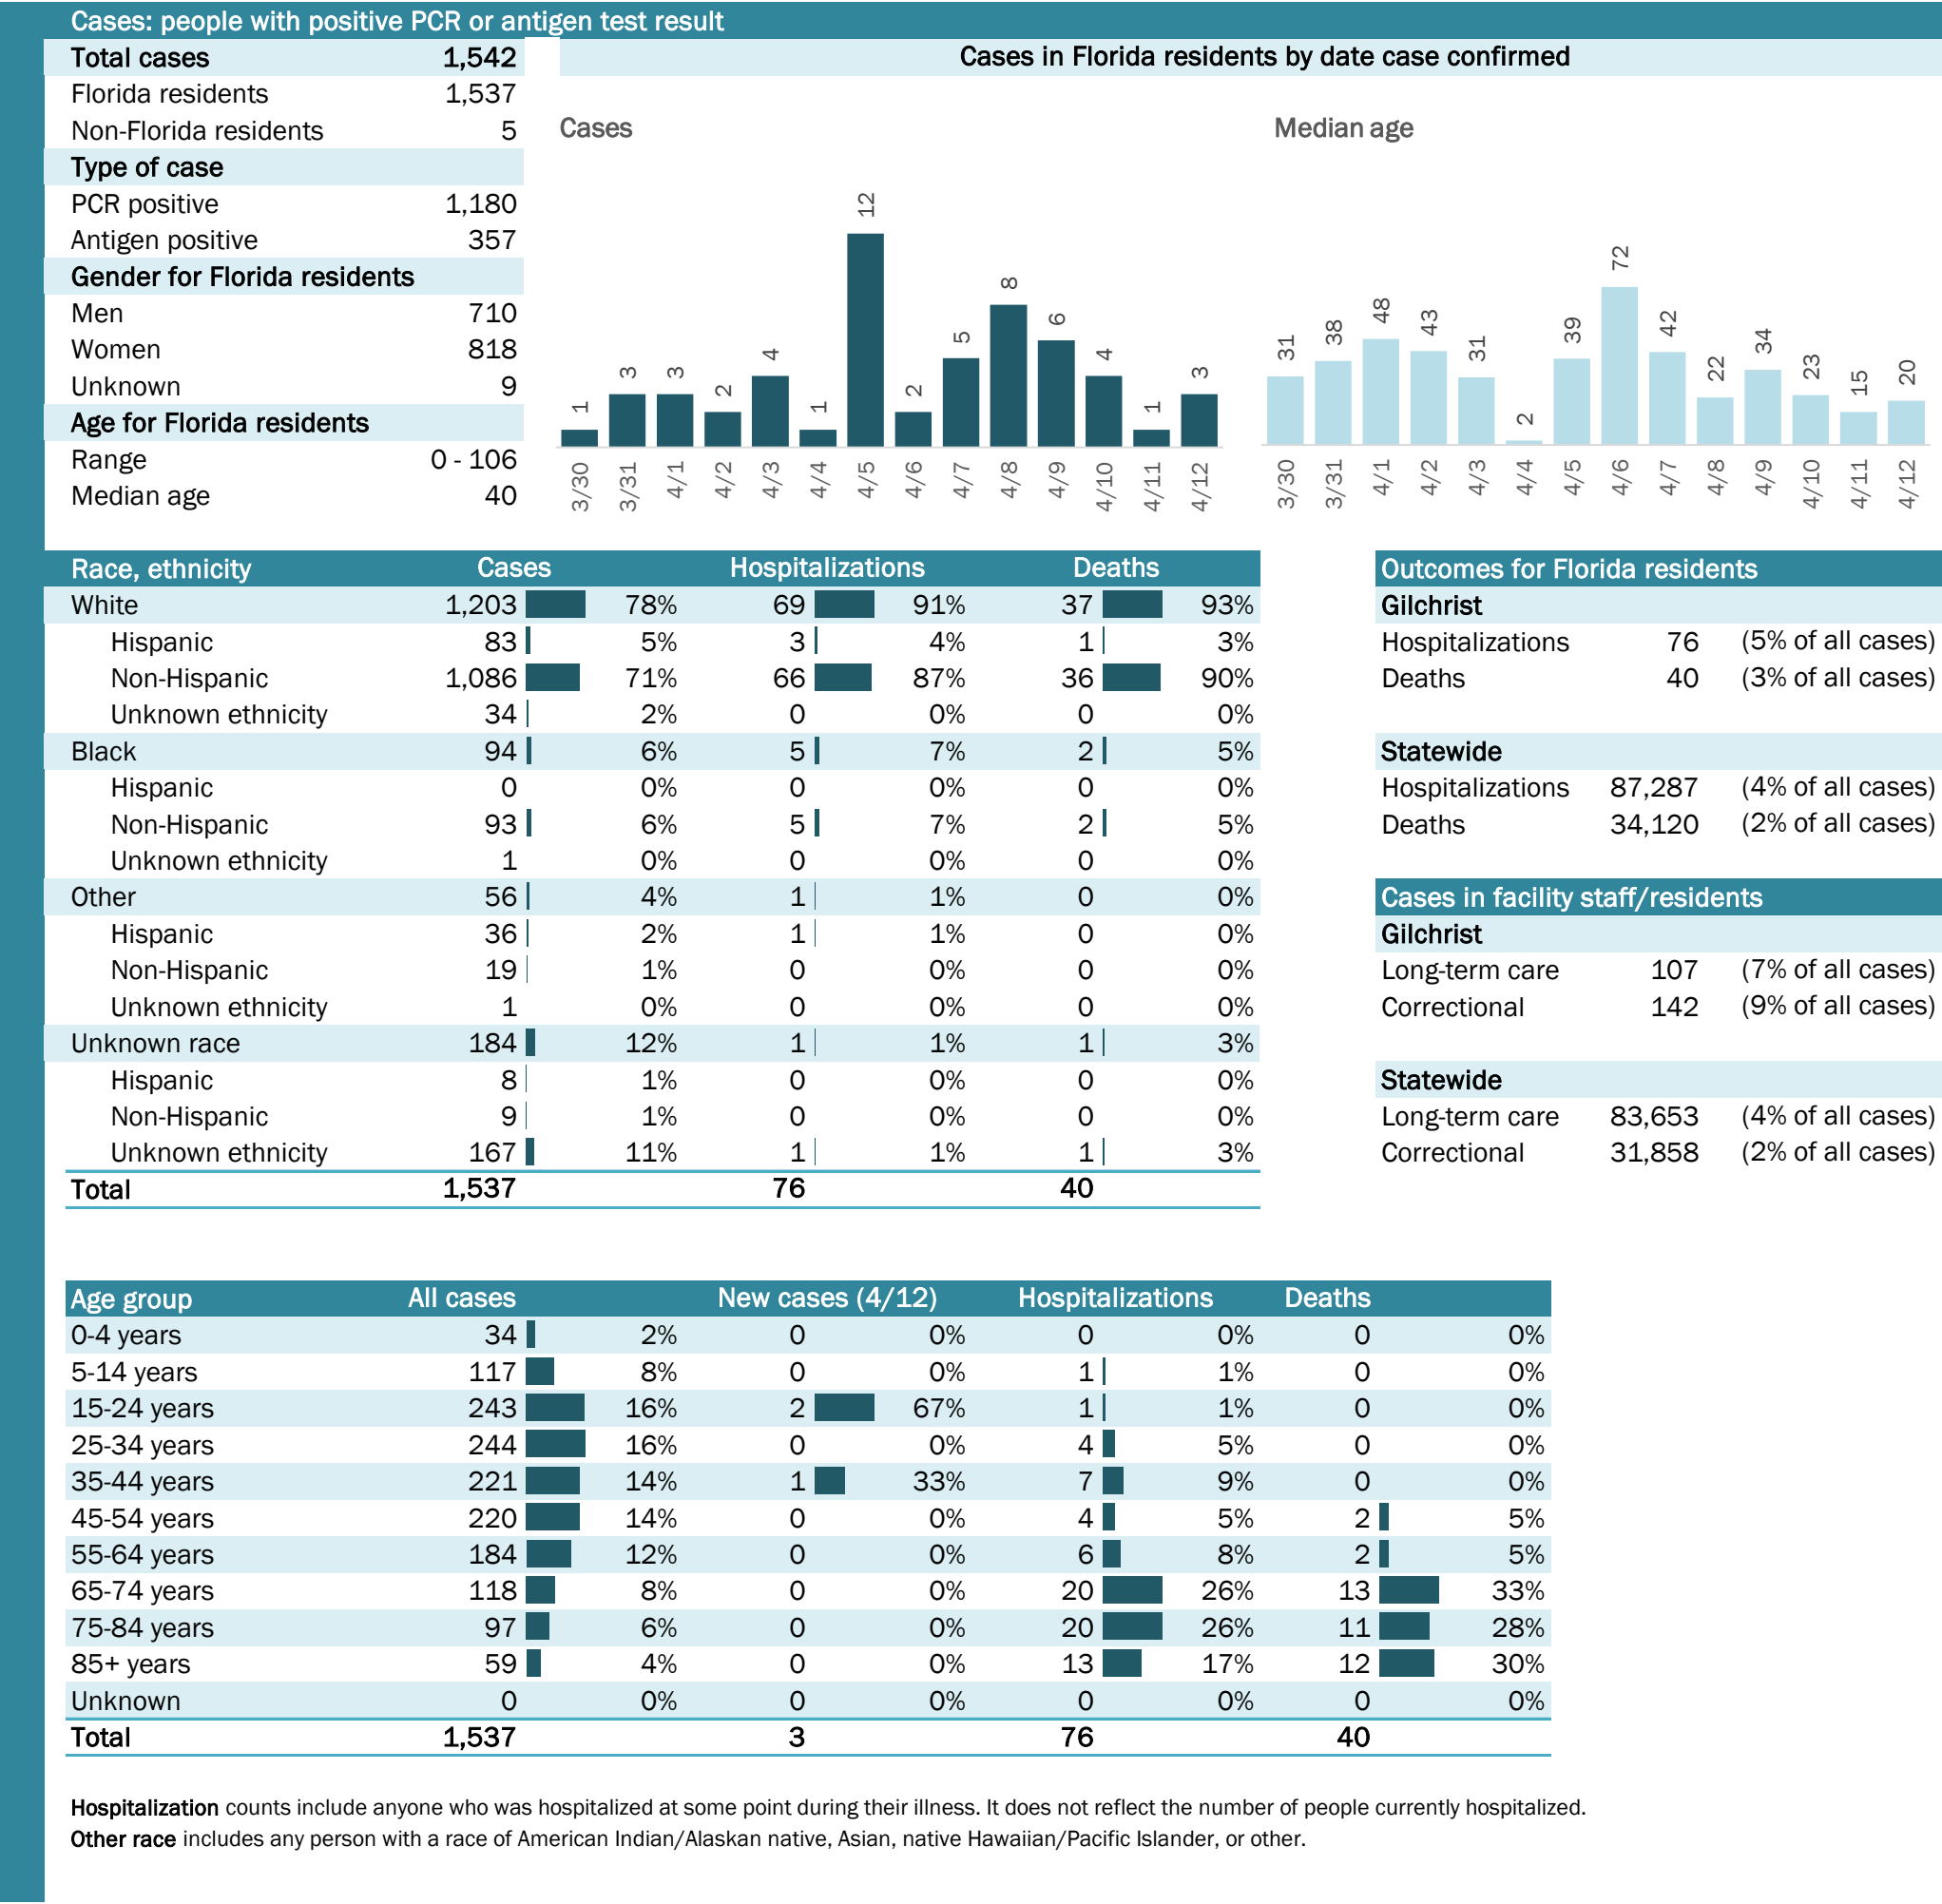 Cases: people with positive PCR or antigen test result
Total cases 1,542
Florida residents 1,537
Non-Florida residents 5
Type of case
PCR positive 1,180
Antigen positive 357
Gender for Florida residents
Men 710
Women 818
Unknown 9
Age for Florida residents
Range 0 - 106
Median age 40
Cases in Florida residents by date case confirmed
Cases
1 3 3 2 4 1 12 2 5 8 6 4 1 3
3/30 3/31 4/1 4/2 4/3 4/4 4/5 4/6 4/7 4/8 4/9 4/10 4/11 4/12
Median age
31 38 48 43 31 2 39 72 42 22 34 23 15 20
3/30 3/31 4/1 4/2 4/3 4/4 4/5 4/6 4/7 4/8 4/9 4/10 4/11 4/12
Race, ethnicity Cases Hospitalizations Deaths
White 1,203 78% 69 91% 37 93%
Hispanic 83 5% 3 4% 1 3%
Non-Hispanic 1,086 71% 66 87% 36 90%
Unknown ethnicity 34 2% 0 0% 0 0%
Black 94 6% 5 7% 2 5%
Hispanic 0 0% 0 0% 0 0%
Non-Hispanic 93 6% 5 7% 2 5%
Unknown ethnicity 1 0% 0 0% 0 0%
Other 56 4% 1 1% 0 0%
Hispanic 36 2% 1 1% 0 0%
Non-Hispanic 19 1% 0 0% 0 0%
Unknown ethnicity 1 0% 0 0% 0 0%
Unknown race 184 12% 1 1% 1 3%
Hispanic 8 1% 0 0% 0 0%
Non-Hispanic 9 1% 0 0% 0 0%
Unknown ethnicity 167 11% 1 1% 1 3%
Total 1,537 76 40
Outcomes for Florida residents
Gilchrist
Hospitalizations 76 (5% of all cases)
Deaths 40 (3% of all cases)
Statewide
Hospitalizations 87,287 (4% of all cases)
Deaths 34,120 (2% of all cases)
Cases in facility staff/residents
Gilchrist
Long-term care 107 (7% of all cases)
Correctional 142 (9% of all cases)
Statewide
Long-term care 83,653 (4% of all cases)
Correctional 31,858 (2% of all cases)
Age group All cases New cases (4/12) Hospitalizations Deaths
0-4 years 34 2% 0 0% 0 0% 0 0%
5-14 years 117 8% 0 0% 1 1% 0 0%
15-24 years 243 16% 2 67% 1 1% 0 0%
25-34 years 244 16% 0 0% 4 5% 0 0%
35-44 years 221 14% 1 33% 7 9% 0 0%
45-54 years 220 14% 0 0% 4 5% 2 5%
55-64 years 184 12% 0 0% 6 8% 2 5%
65-74 years 118 8% 0 0% 20 26% 13 33%
75-84 years 97 6% 0 0% 20 26% 11 28%
85+ years 59 4% 0 0% 13 17% 12 30%
Unknown 0 0% 0 0% 0 0% 0 0%
Total 1,537 3 76 40
Hospitalization counts include anyone who was hospitalized at some point during their illness. It does not reflect the number of people currently hospitalized.
Other race includes any person with a race of American Indian/Alaskan native, Asian, native Hawaiian/Pacific Islander, or other.